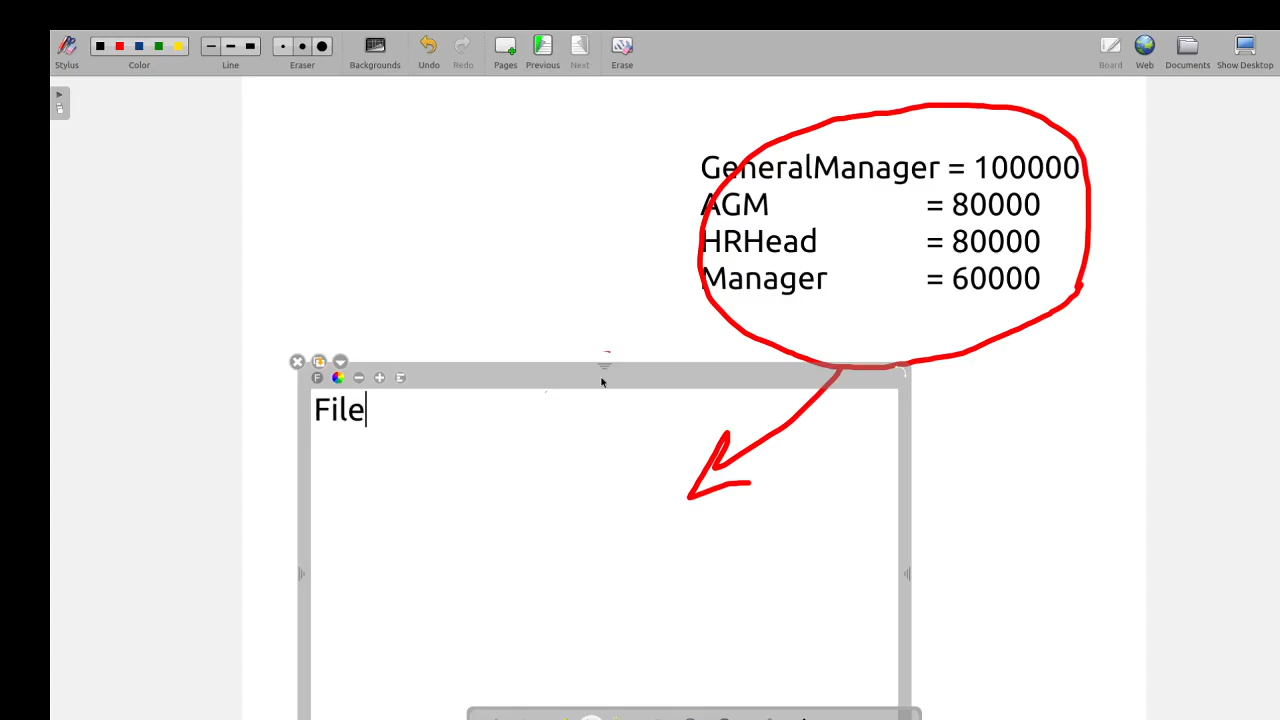 Stylus Color Line Eraser Backgrounds Undo Redo Pages Previous Next Erase Board Web Documents Show Desktop
GeneralManager = 100000
AGM = 80000
HRHead = 80000
Manager = 60000
F
File